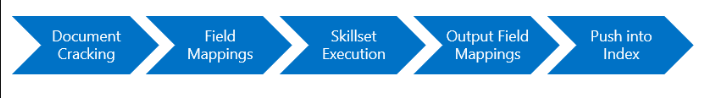 Document
Cracking
Field
Mappings
Skillset
Execution
Output Field
Mappings
Push into
Index